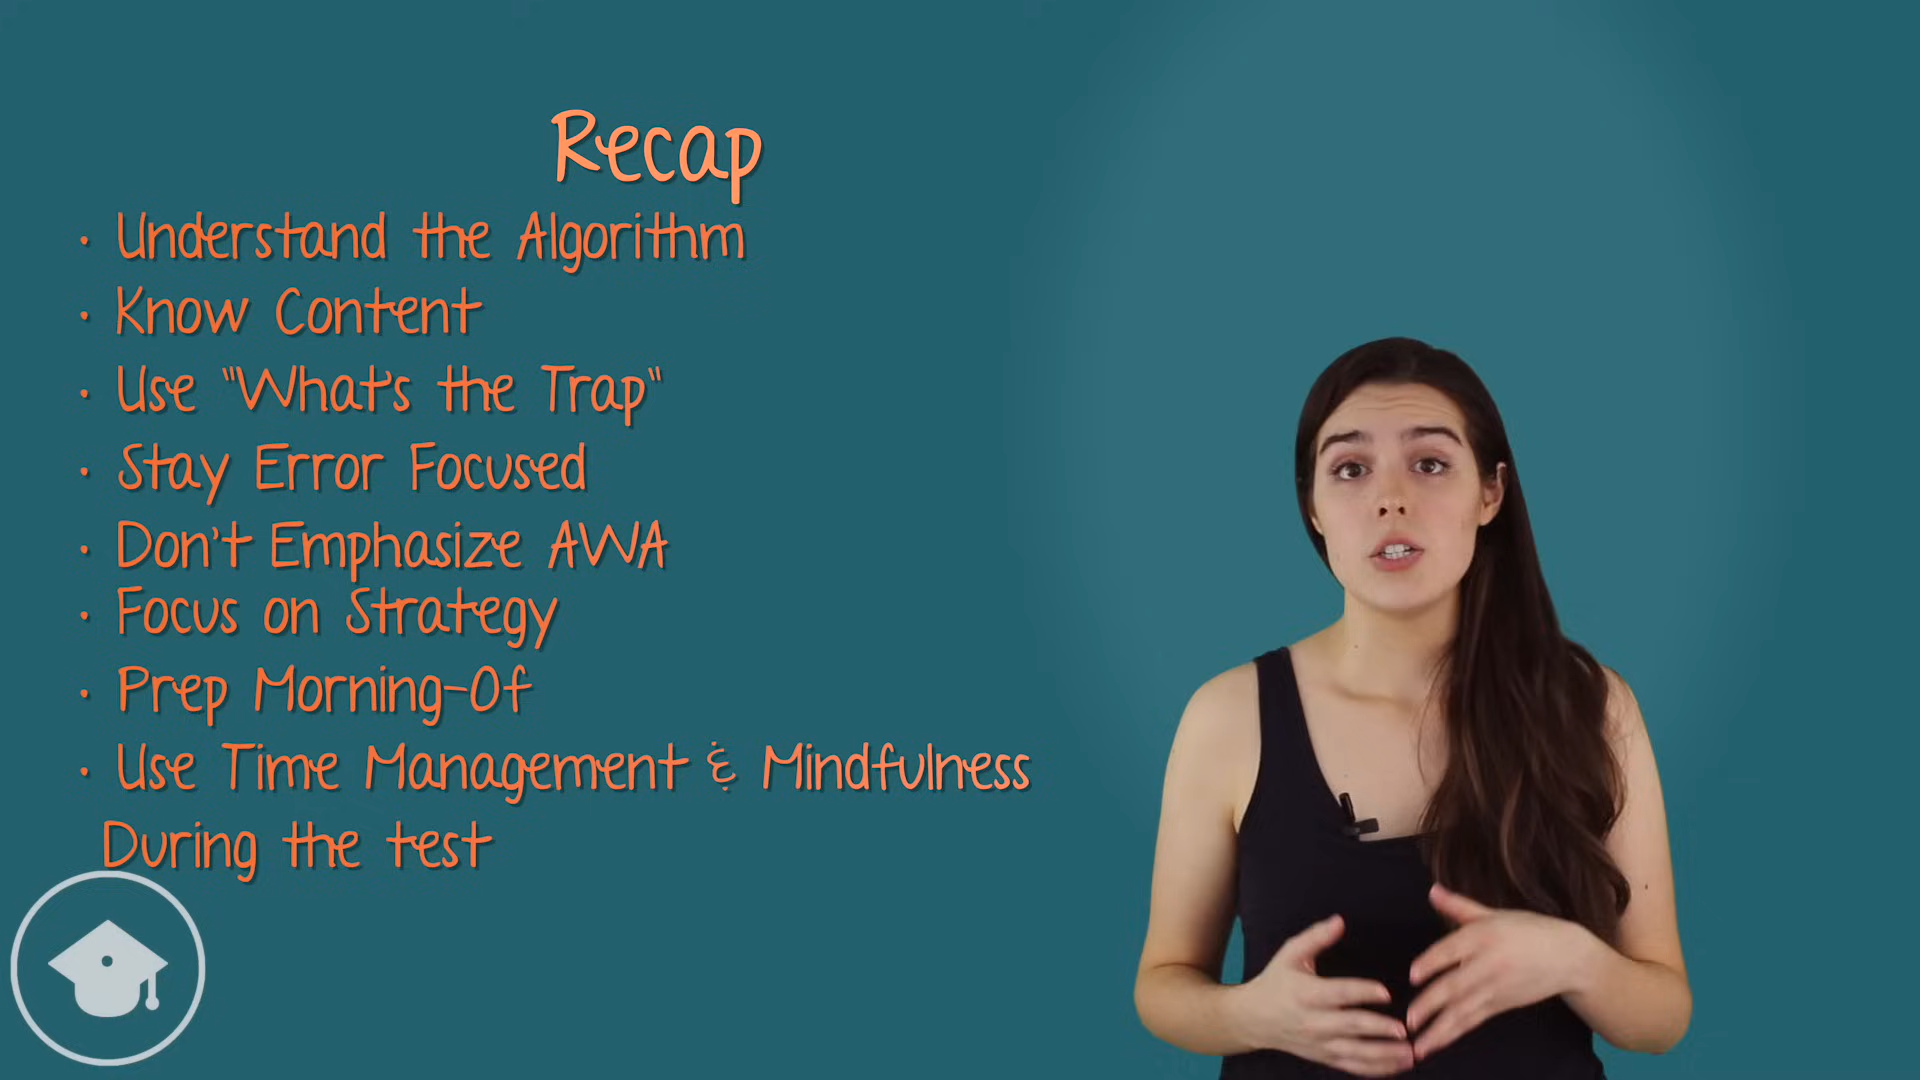 Recap
• Understand the Algorithm
• Know Content
• Use "What's the Trap"
• Stay Error Focused
• Don't Emphasize AWA
• Focus on Strategy
• Prep Morning-Of
• Use Time Management & Mindfulness
During the test